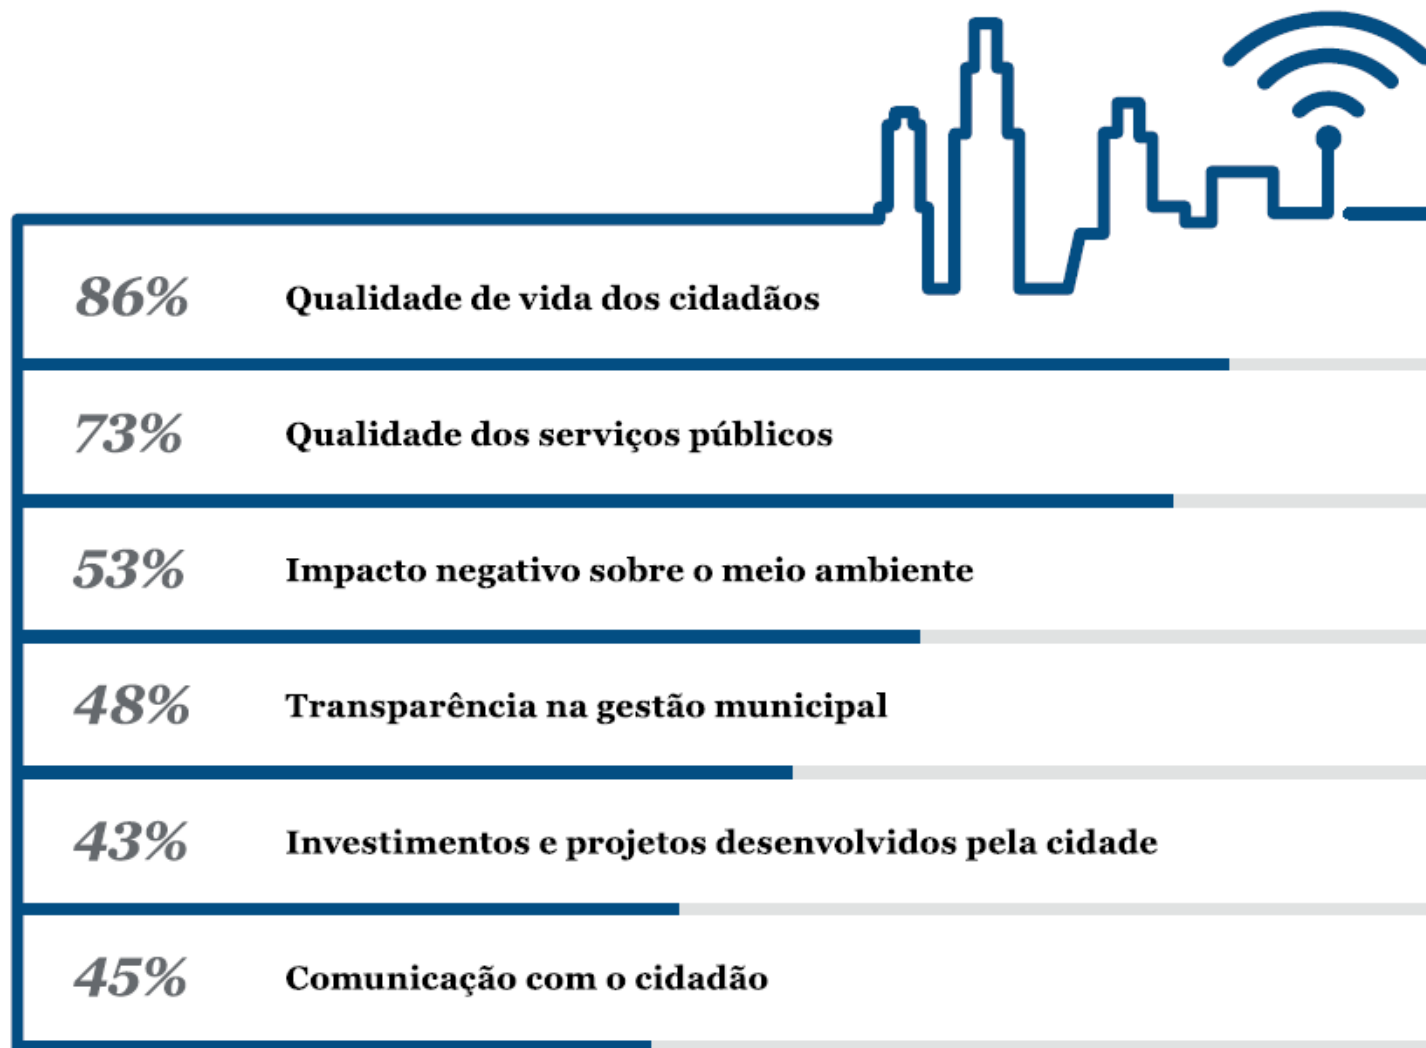 86% Qualidade de vida dos cidadãos
73% Qualidade dos serviços públicos
53% Impacto negativo sobre o meio ambiente
48% Transparência na gestão municipal
43% Investimentos e projetos desenvolvidos pela cidade
45% Comunicação com o cidadão